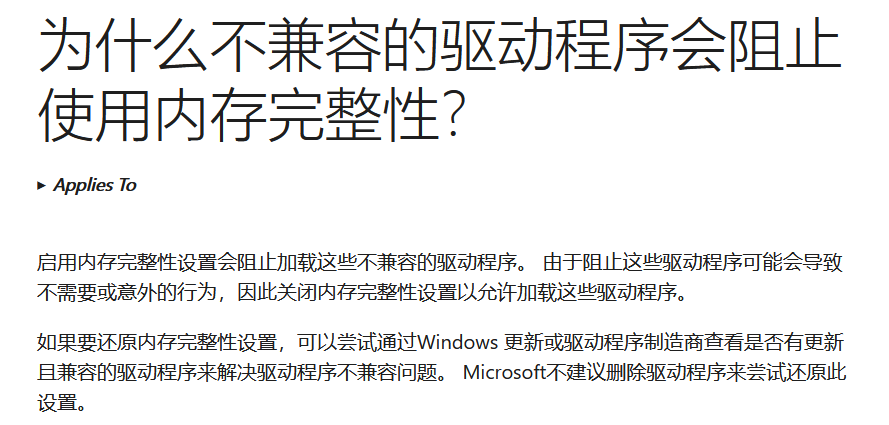 为什么不兼容的驱动程序会阻止
使用内存完整性？
▸ Applies To
启用内存完整性设置会阻止加载这些不兼容的驱动程序。 由于阻止这些驱动程序可能会导致
不需要或意外的行为，因此关闭内存完整性设置以允许加载这些驱动程序。
如果要还原内存完整性设置，可以尝试通过Windows 更新或驱动程序制造商查看是否有更新
且兼容的驱动程序来解决驱动程序不兼容问题。 Microsoft不建议删除驱动程序来尝试还原此
设置。